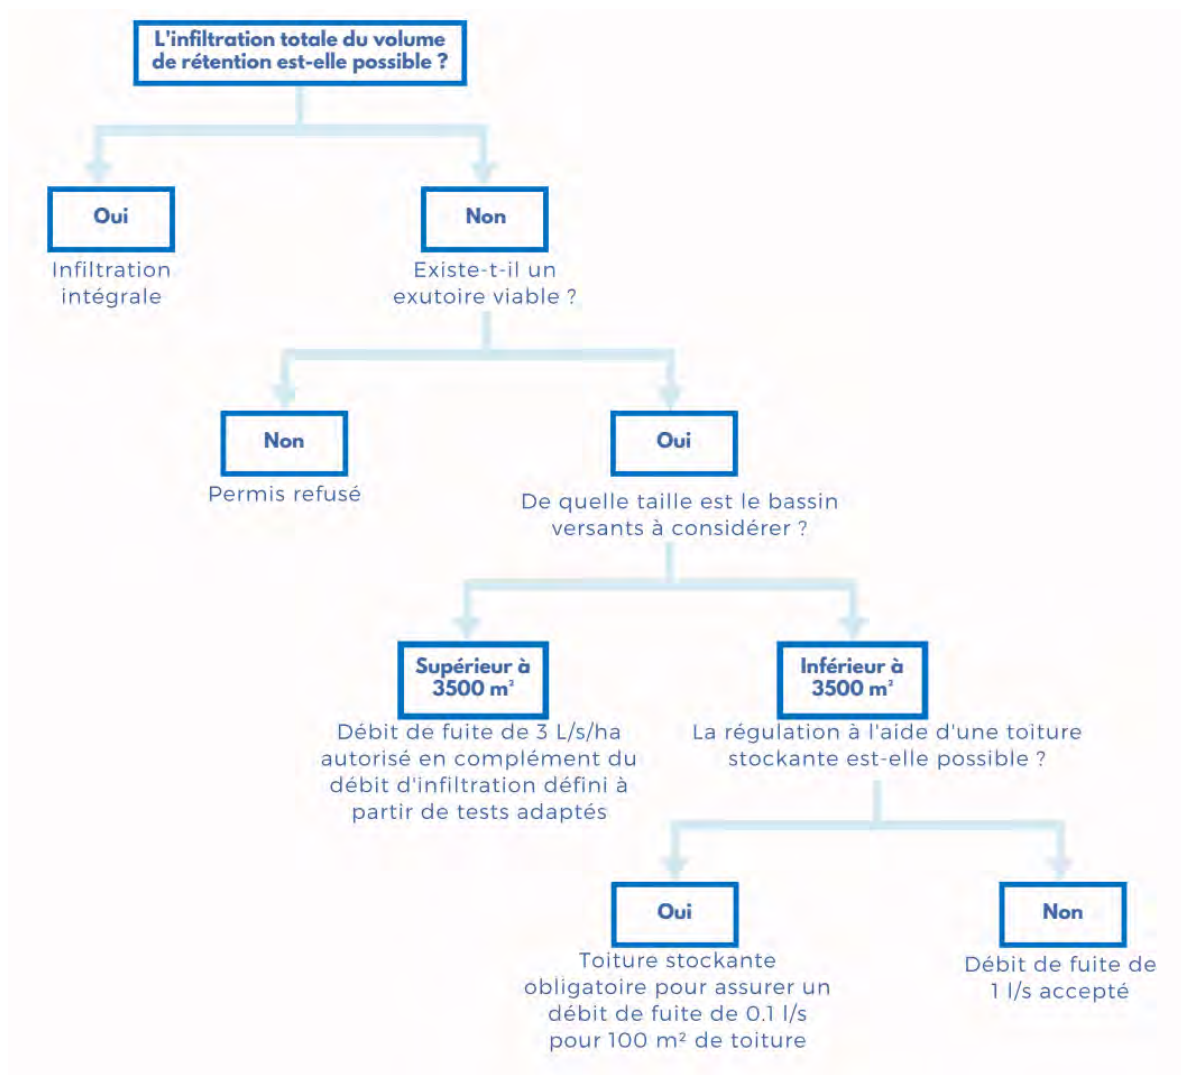 L'infiltration totale du volume
de rétention est-elle possible ?
Oui
Non
Infiltration
intégrale
Existe-t-il un
exutoire viable ?
Non
Oui
Permis refusé
De quelle taille est le bassin
versants à considérer ?
Supérieur à
3500 m²
Inférieur à
3500 m²
Débit de fuite de 3 L/s/ha
autorisé en complément du
débit d'infiltration défini à
partir de tests adaptés
La régulation à l'aide d'une toiture
stockante est-elle possible ?
Oui
Non
Toiture stockante
obligatoire pour assurer un
débit de fuite de 0.1 l/s
pour 100 m² de toiture
Débit de fuite de
1 l/s accepté